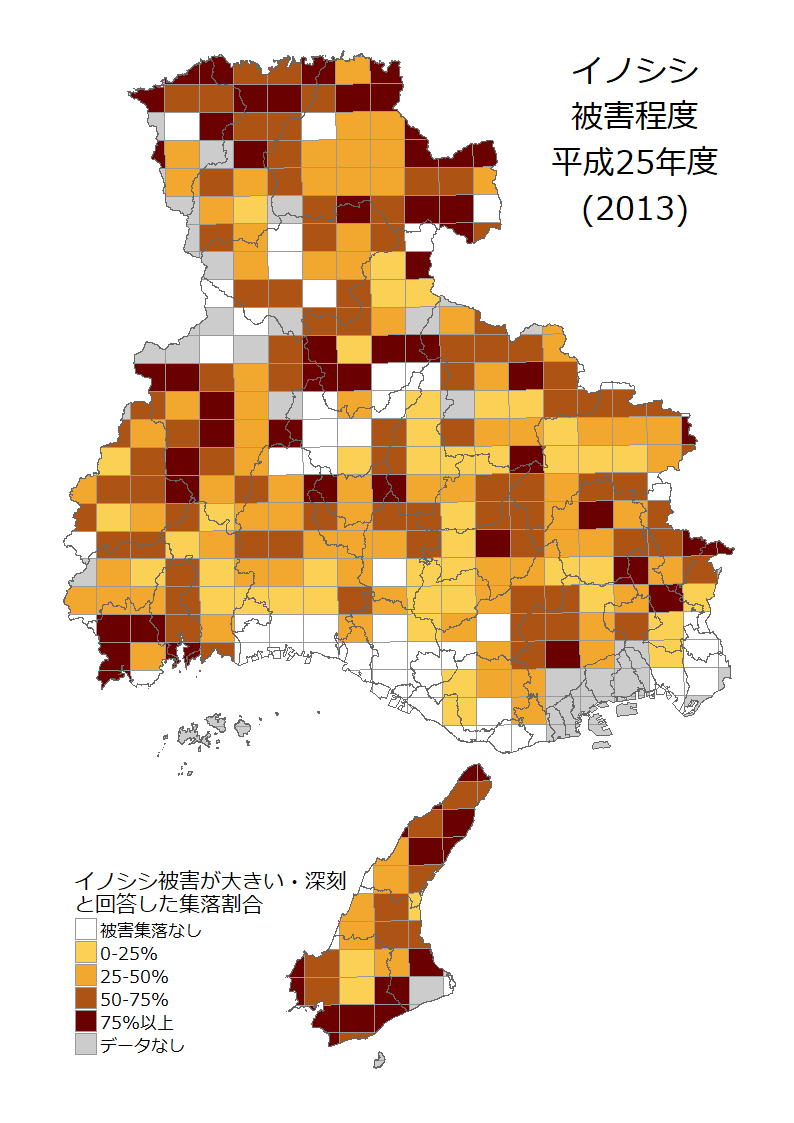 イノシシ
被害程度
平成25年度
(2013)
イノシシ被害が大きい・深刻
と回答した集落割合
被害集落なし
0-25%
25-50%
50-75%
75%以上
データなし